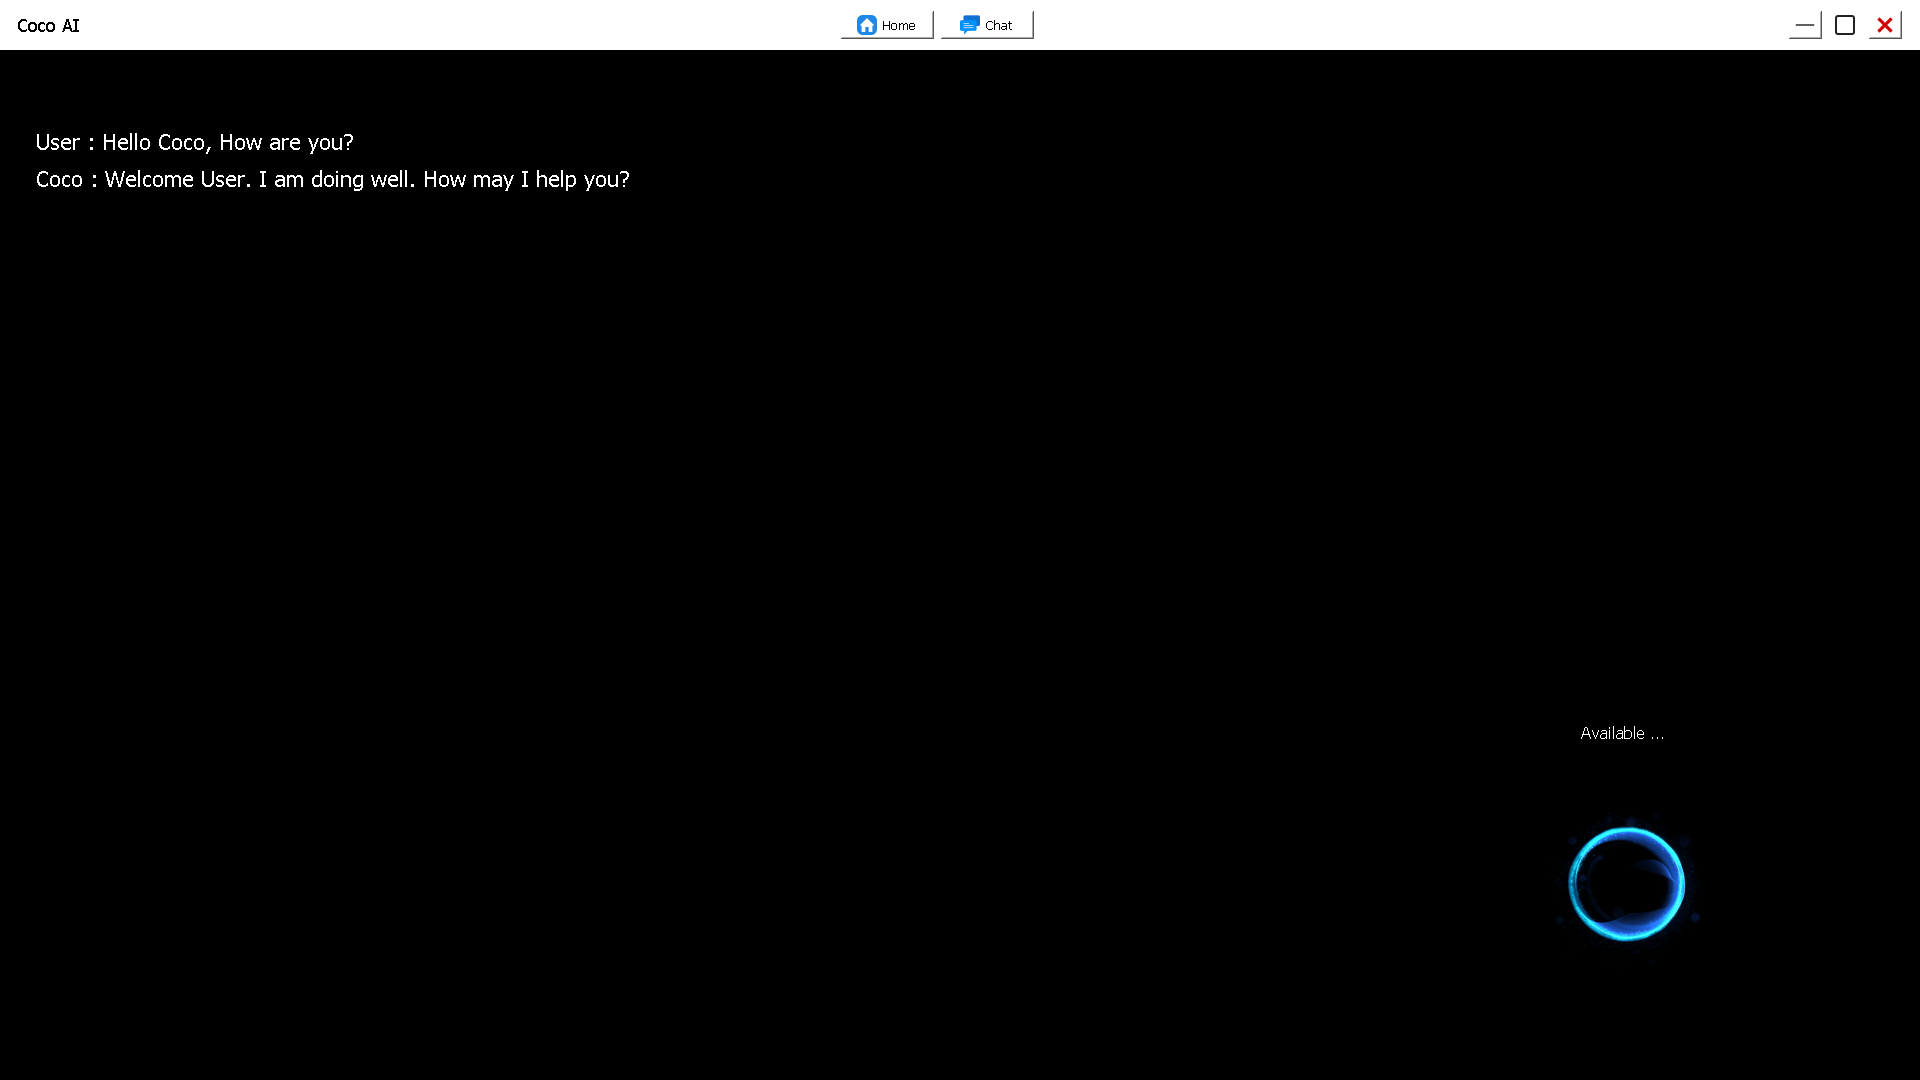 Coco AI
Home
Chat
User : Hello Coco, How are you?
Coco : Welcome User. I am doing well. How may I help you?
Available ...